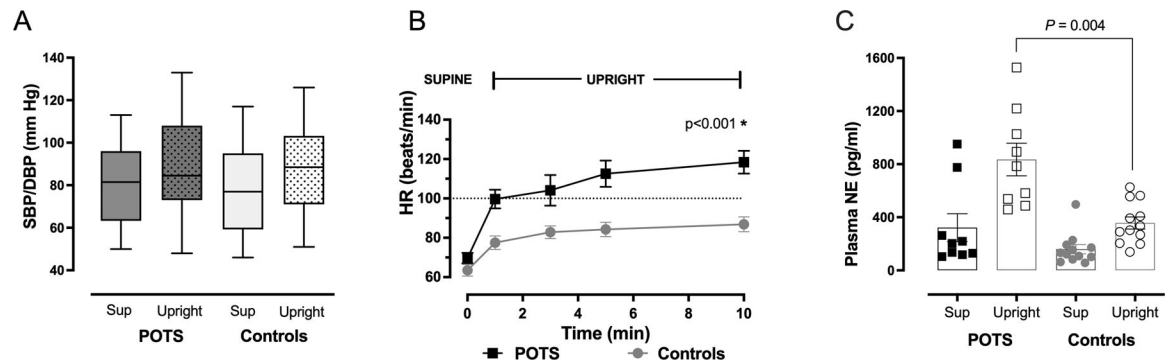 A
SBP/DBP (mm Hg)
140
120
100
80
60
40
Sup
Upright
Sup
Upright
POTS
Controls
B
SUPINE
UPRIGHT
p<0.001 *
HR (beats/min)
140
120
100
80
60
0
2
4
6
8
10
Time (min)
POTS
Controls
C
P = 0.004
Plasma NE (pg/ml)
1600
1200
800
400
0
Sup
Upright
Sup
Upright
POTS
Controls